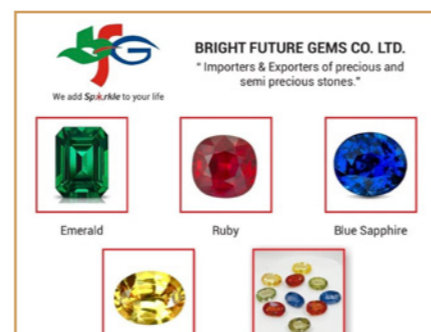 BRIGHT FUTURE GEMS CO. LTD.
" Importers & Exporters of precious and
semi precious stones."
We add Sparkle to your life
Emerald
Ruby
Blue Sapphire